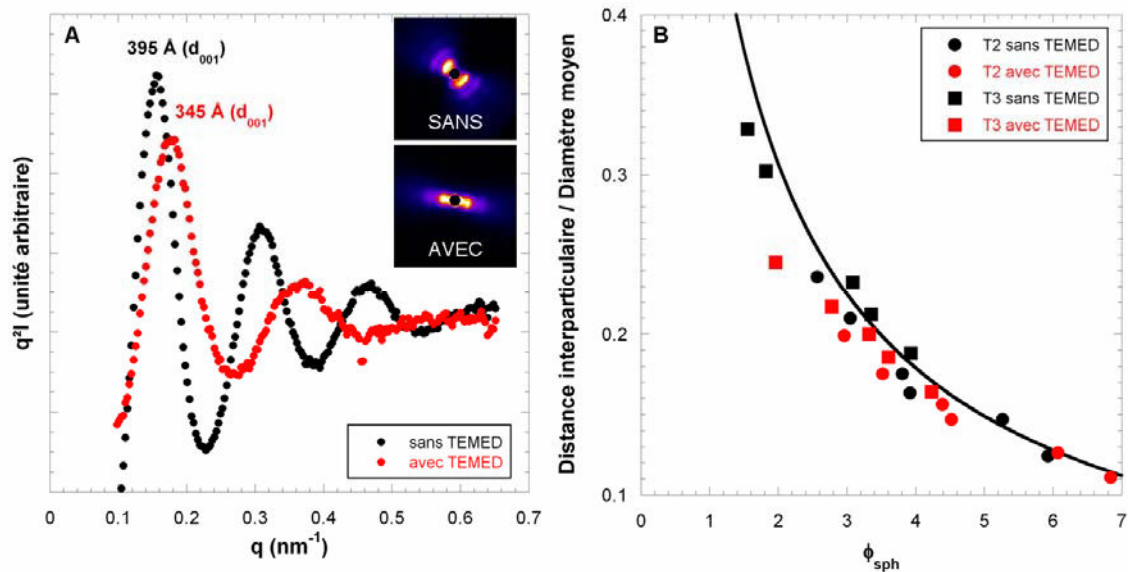 A
395 Å (d001)
345 Å (d001)
SANS
AVEC
q²I (unité arbitraire)
sans TEMED
avec TEMED
0
0.1
0.2
0.3
0.4
0.5
0.6
0.7
q (nm-1)
B
T2 sans TEMED
T2 avec TEMED
T3 sans TEMED
T3 avec TEMED
Distance interparticulaire / Diamètre moyen
0.4
0.3
0.2
0.1
0
1
2
3
4
5
6
7
ϕsph